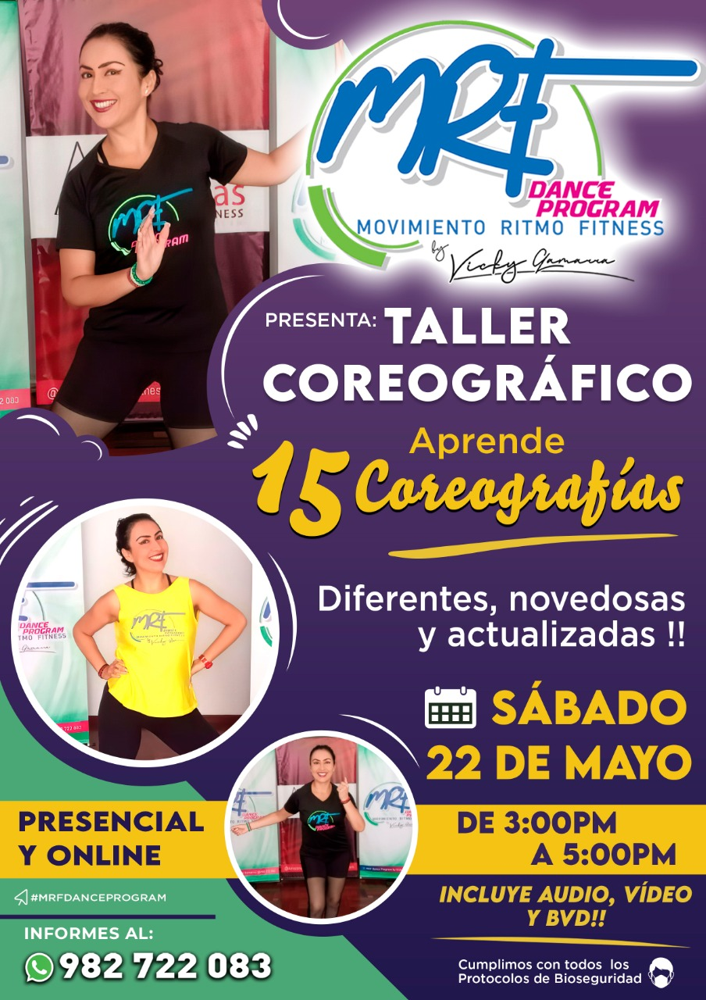 MRF
DANCE
PROGRAM
MOVIMIENTO RITMO FITNESS
by Vicky Gamarra
PRESENTA: TALLER
COREOGRÁFICO
Aprende
15 Coreografías
Diferentes, novedosas
y actualizadas !!
SÁBADO
22 DE MAYO
PRESENCIAL
Y ONLINE
DE 3:00PM
A 5:00PM
#MRFDANCEPROGRAM
INCLUYE AUDIO, VÍDEO
Y BVD!!
INFORMES AL:
982 722 083
Cumplimos con todos los
Protocolos de Bioseguridad